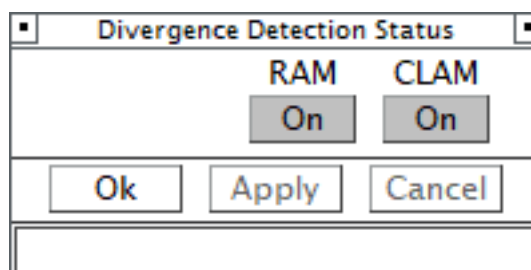 Divergence Detection Status
RAM CLAM
On On
Ok Apply Cancel